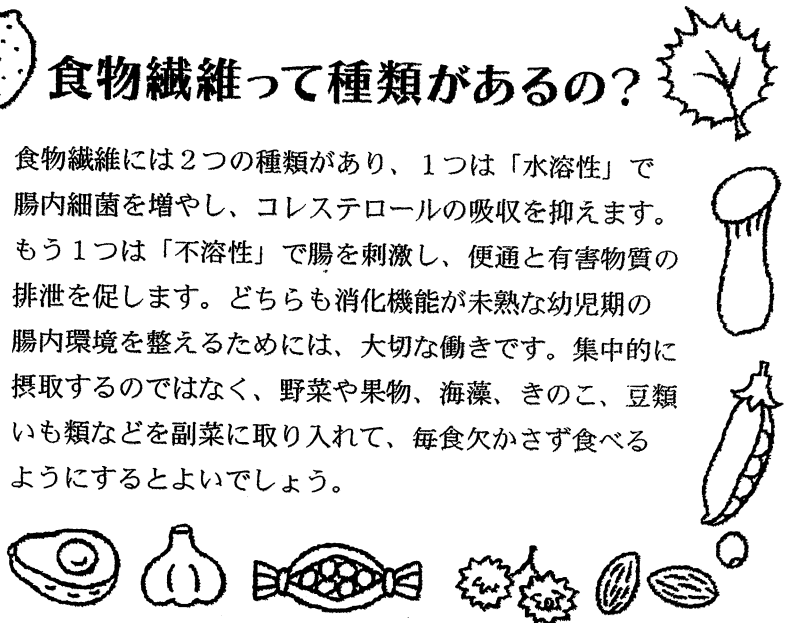 食物繊維って種類があるの？
食物繊維には２つの種類があり、１つは「水溶性」で
腸内細菌を増やし、コレステロールの吸収を抑えます。
もう１つは「不溶性」で腸を刺激し、便通と有害物質の
排泄を促します。どちらも消化機能が未熟な幼児期の
腸内環境を整えるためには、大切な働きです。集中的に
摂取するのではなく、野菜や果物、海藻、きのこ、豆類
いも類などを副菜に取り入れて、毎食欠かさず食べる
ようにするとよいでしょう。